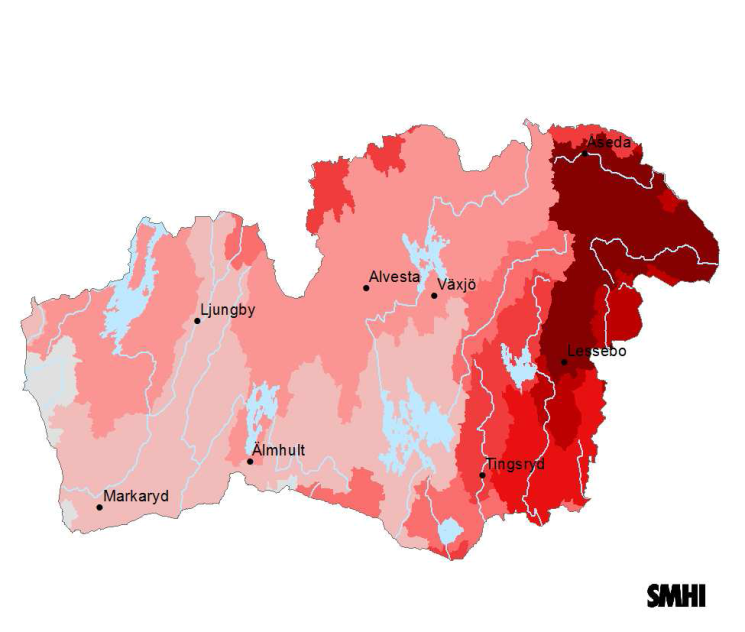 Åseda
Alvesta
Växjö
Ljungby
Lessebo
Älmhult
Tingsryd
Markaryd
SMHI